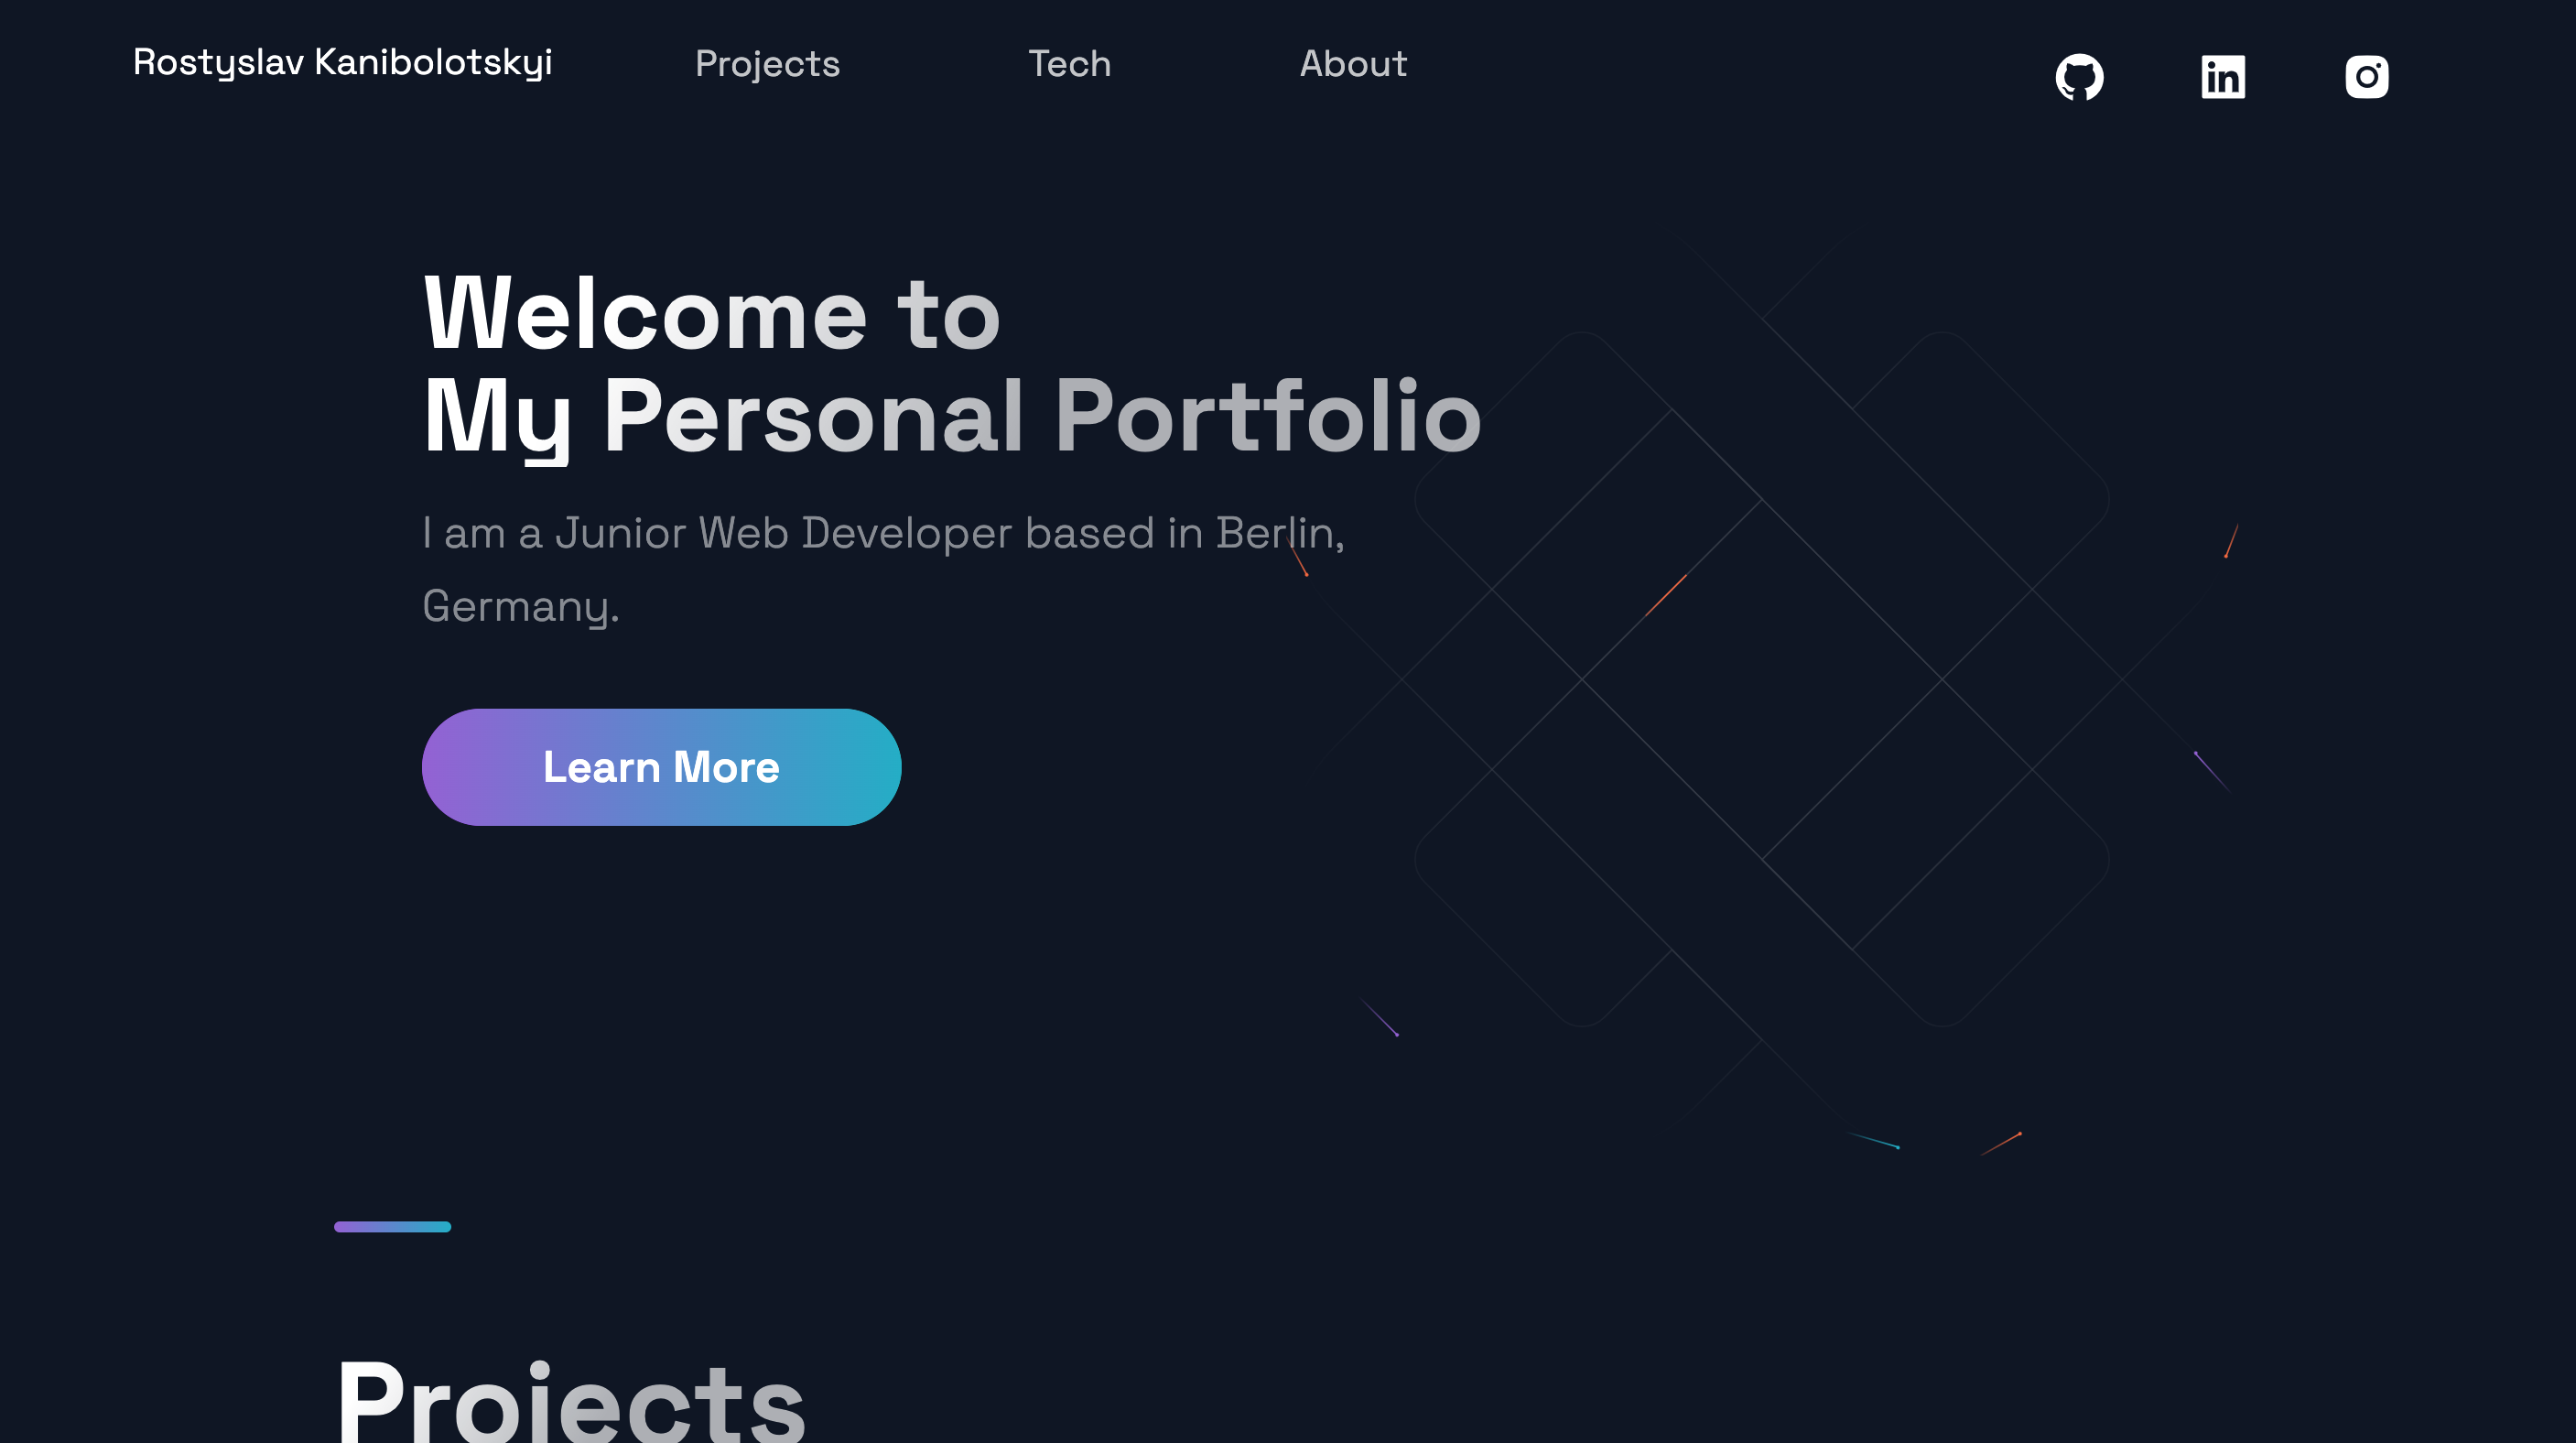 Rostyslav Kanibolotskyi
Projects
Tech
About
in
Welcome to
My Personal Portfolio
I am a Junior Web Developer based in Berlin,
Germany.
Learn More
Projects